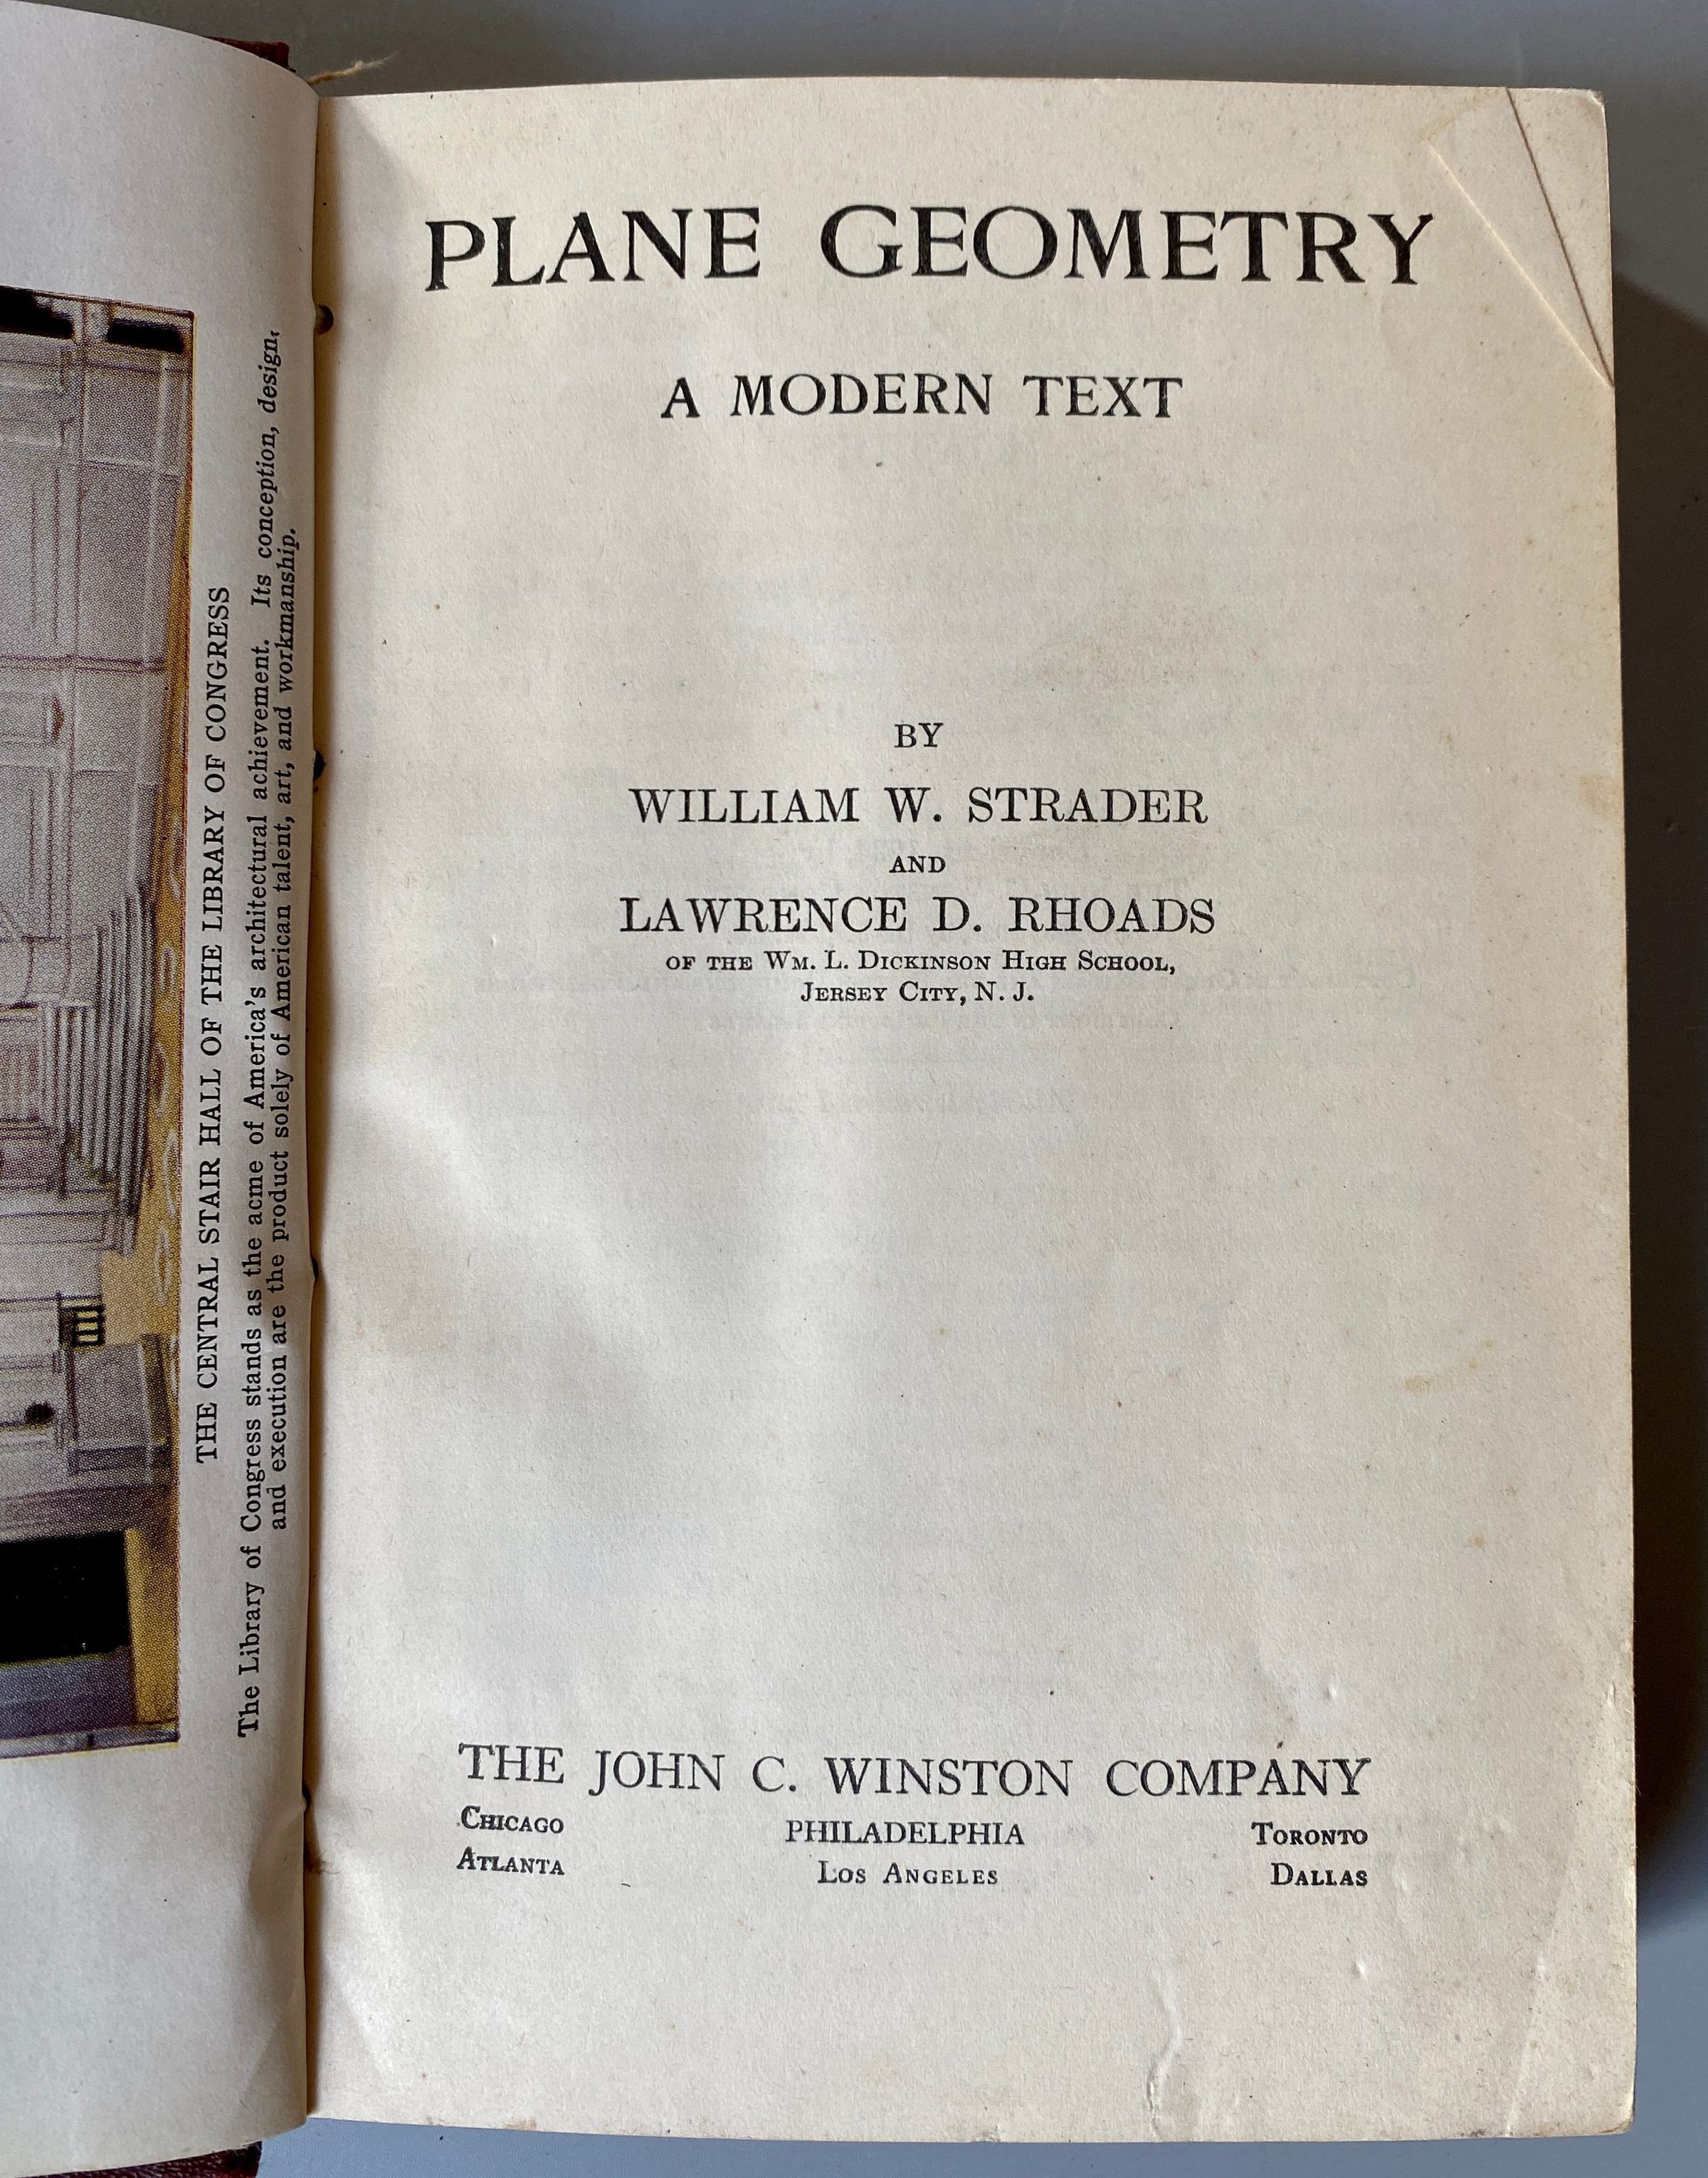 THE CENTRAL STAIR HALL OF THE LIBRARY OF CONGRESS
The Library of Congress stands as the acme of America's architectural achievement. Its conception, design,
and execution are the product solely of American talent, art, and workmanship.
PLANE GEOMETRY
A MODERN TEXT
BY
WILLIAM W. STRADER
AND
LAWRENCE D. RHOADS
OF THE WM. L. DICKINSON HIGH SCHOOL,
JERSEY CITY, N. J.
THE JOHN C. WINSTON COMPANY
CHICAGO PHILADELPHIA TORONTO
ATLANTA LOS ANGELES DALLAS